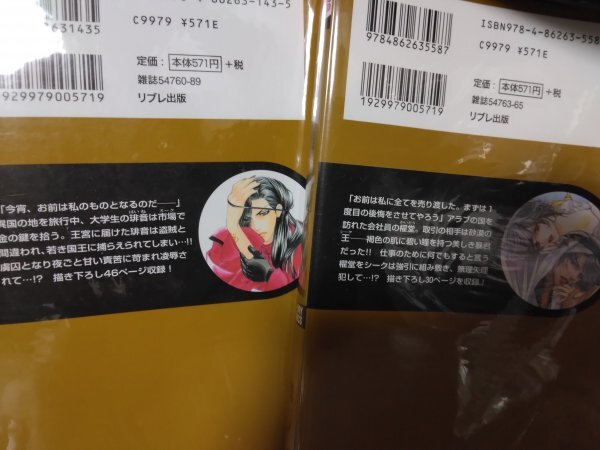 86263-143-5
631435
C9979 ¥571E
定価：本体571円 +税
雑誌54760-89
1929979005719
リブレ出版
「今宵、お前は私のものとなるのだ――」
異国の地を旅行中、大学生の琲音は市場で
金の鍵を拾う。王宮に届けた琲音は盗賊と
間違われ、若き国王に捕らえられてしまい…!!
虜囚となり夜ごと甘い責苦に苛まれ凌辱さ
れて…!? 描き下ろし46ページ収録！
ISBN978-4-86263-558
9784862635587
C9979 ¥571E
定価：本体571円 +税
雑誌54763-65
1929979005719
リブレ出版
「お前は私に全てを売り渡した。まずは1
度目の後悔をさせてやろう」アラブの国を
訪れた会社員の櫂堂。取引の相手は砂漠の
王――褐色の肌に碧い瞳を持つ美しき豚
だった!! 仕事のために何でもすると言う
櫂堂をシークは強引に組み敷き、無理矢理
犯して…!? 描き下ろし30ページを収録。